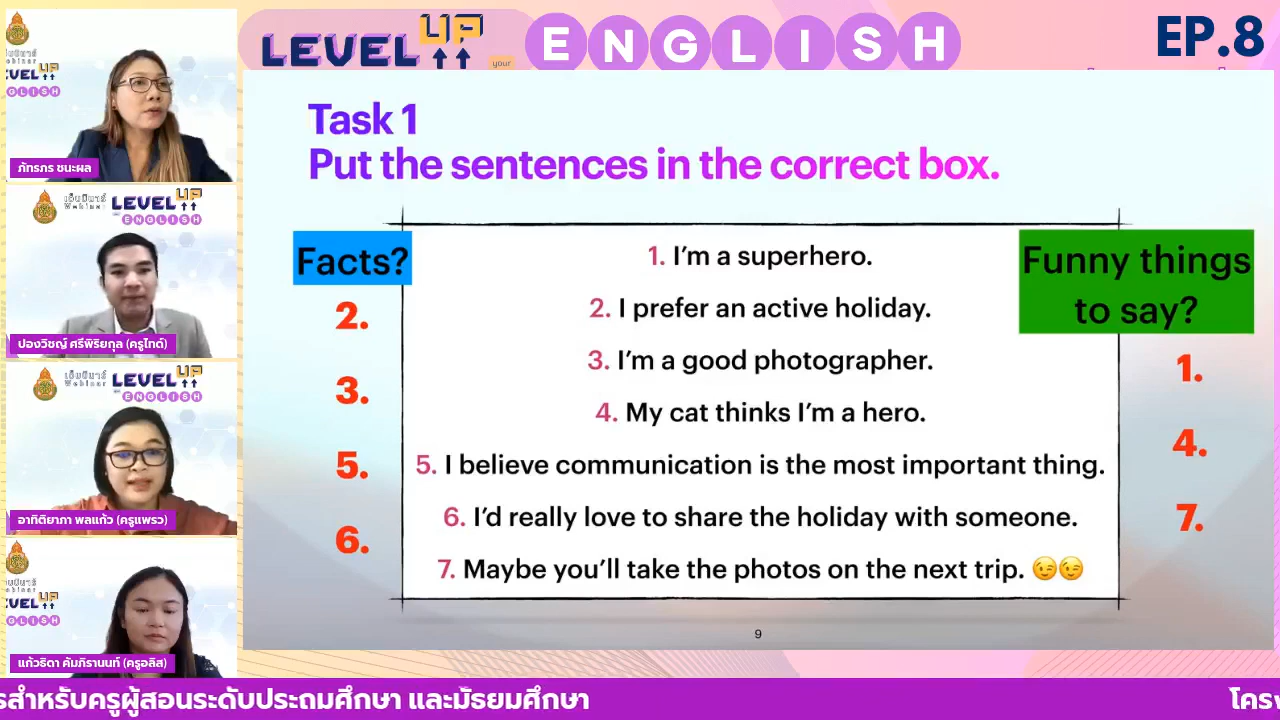 LEVEL UP your ENGLISH
EP.8
Task 1
Put the sentences in the correct box.
Facts?
2.
3.
5.
6.
1. I’m a superhero.
2. I prefer an active holiday.
3. I’m a good photographer.
4. My cat thinks I’m a hero.
5. I believe communication is the most important thing.
6. I’d really love to share the holiday with someone.
7. Maybe you’ll take the photos on the next trip. 😉😉
Funny things
to say?
1.
4.
7.
9
ภัทรภร ชนะผล
LEVEL UP
ENGLISH
ปองวิชญ์ ศรีพิริยกุล (ครูไทด์)
LEVEL UP
ENGLISH
อาทิติยาภา พลแก้ว (ครูแพรว)
แก้วธิดา คัมภิรานนท์ (ครูอลิส)
รสำหรับครูผู้สอนระดับประถมศึกษา และมัธยมศึกษา
โคร